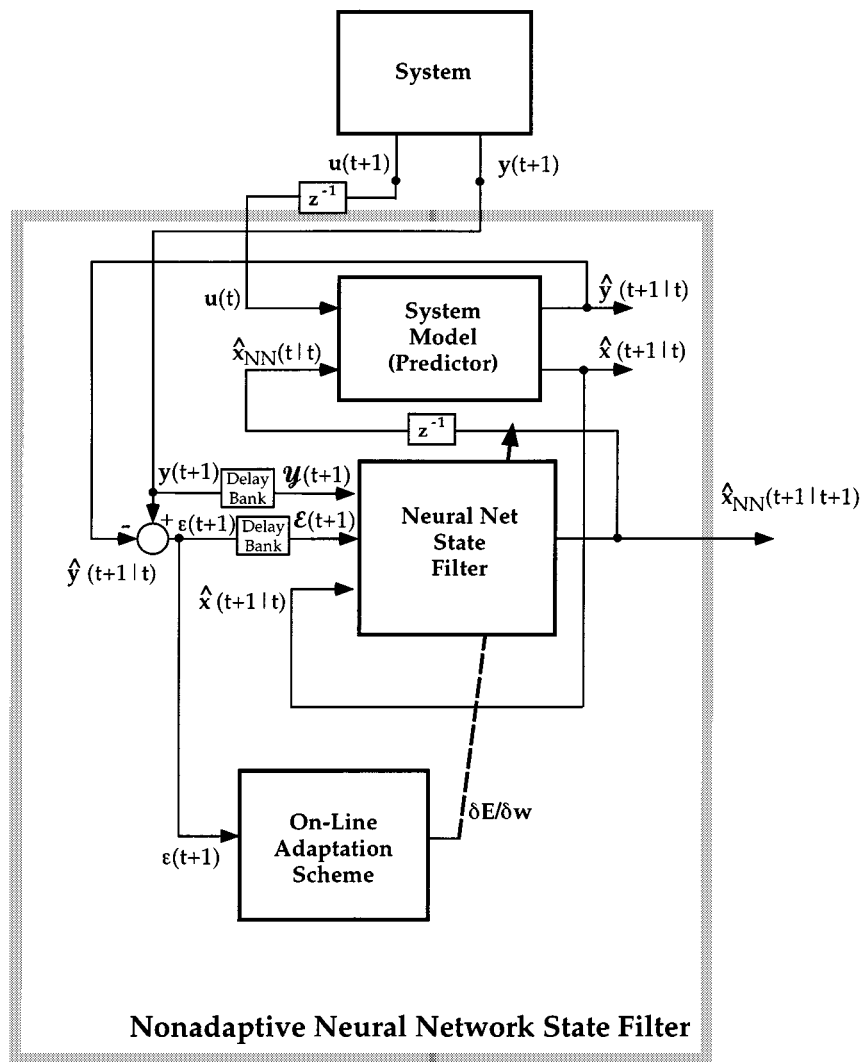 System
u(t+1)
y(t+1)
z⁻¹
u(t)
System
Model
(Predictor)
ŷ (t+1|t)
x̂ (t+1|t)
x̂NN(t|t)
z⁻¹
y(t+1)
Delay
Bank
𝒴(t+1)
- +
ε(t+1)
Delay
Bank
ℰ(t+1)
ŷ (t+1|t)
x̂ (t+1|t)
Neural Net
State
Filter
x̂NN(t+1|t+1)
On-Line
Adaptation
Scheme
ε(t+1)
δE/δw
Nonadaptive Neural Network State Filter